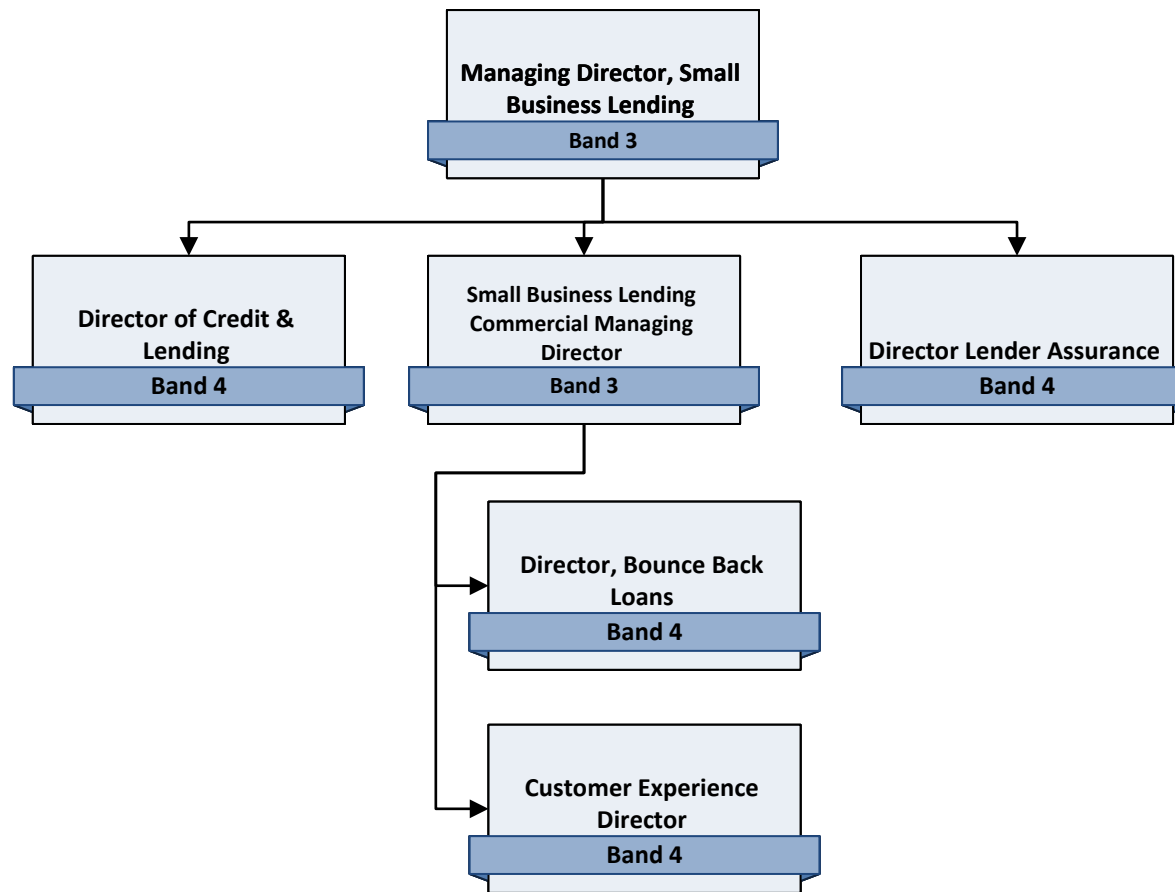 Managing Director, Small
Business Lending
Band 3
Director of Credit &
Lending
Band 4
Small Business Lending
Commercial Managing
Director
Band 3
Director Lender Assurance
Band 4
Director, Bounce Back
Loans
Band 4
Customer Experience
Director
Band 4